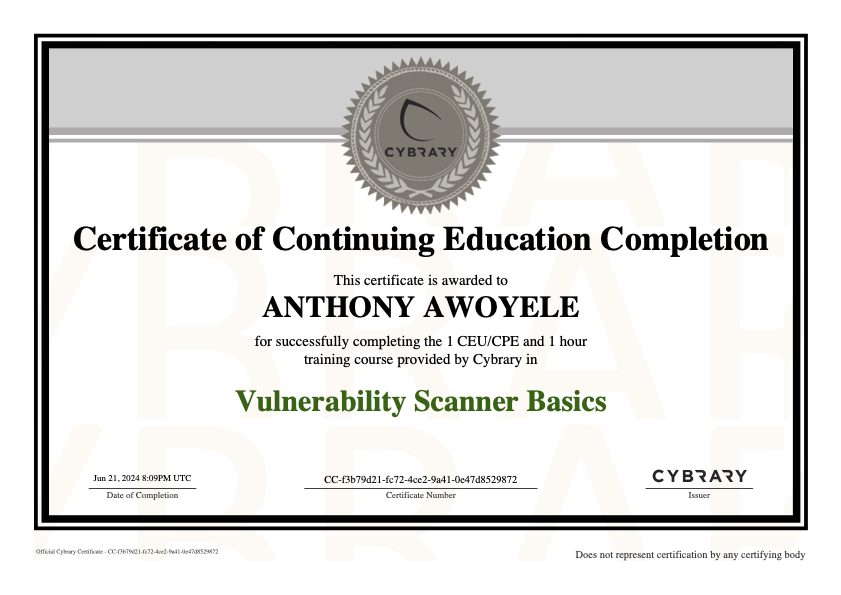 CYBRARY
Certificate of Continuing Education Completion
This certificate is awarded to
ANTHONY AWOYELE
for successfully completing the 1 CEU/CPE and 1 hour
training course provided by Cybrary in
Vulnerability Scanner Basics
Jun 21, 2024 8:09PM UTC
Date of Completion
CC-f3b79d21-fc72-4ce2-9a41-0e47d8529872
Certificate Number
CYBRARY
Issuer
Official Cybrary Certificate - CC-f3b79d21-fc72-4ce2-9a41-0e47d8529872
Does not represent certification by any certifying body